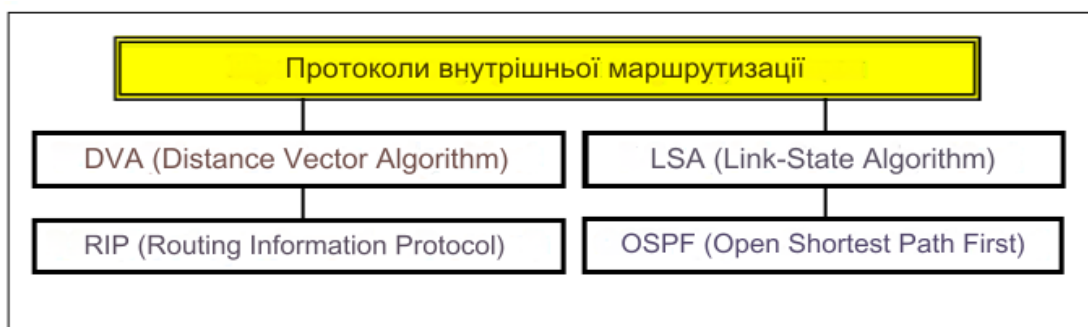 Протоколи внутрішньої маршрутизації
DVA (Distance Vector Algorithm)
LSA (Link-State Algorithm)
RIP (Routing Information Protocol)
OSPF (Open Shortest Path First)